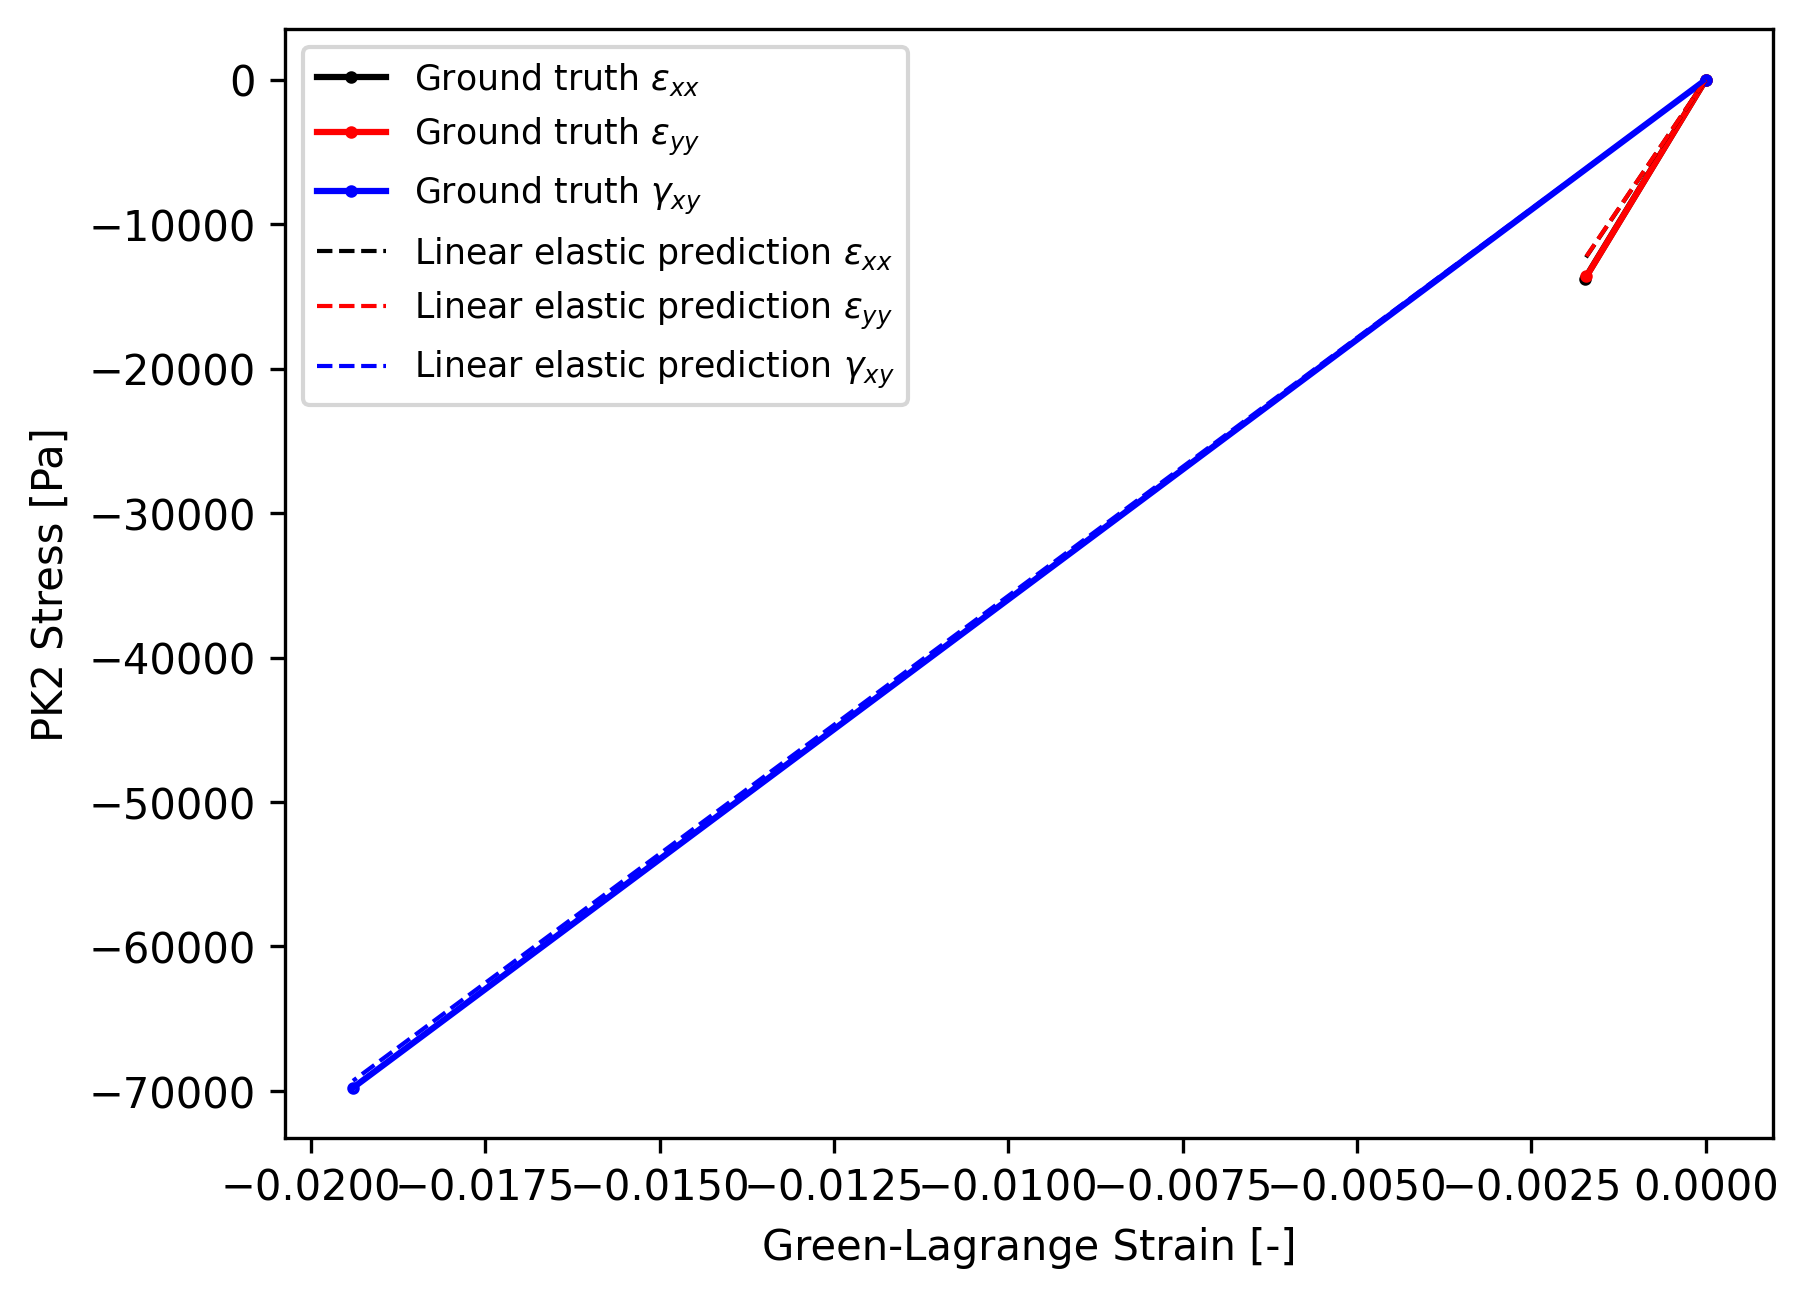 Ground truth εxx
Ground truth εyy
Ground truth γxy
Linear elastic prediction εxx
Linear elastic prediction εyy
Linear elastic prediction γxy
0
−10000
−20000
−30000
−40000
−50000
−60000
−70000
PK2 Stress [Pa]
−0.0200 −0.0175 −0.0150 −0.0125 −0.0100 −0.0075 −0.0050 −0.0025 0.0000
Green-Lagrange Strain [-]